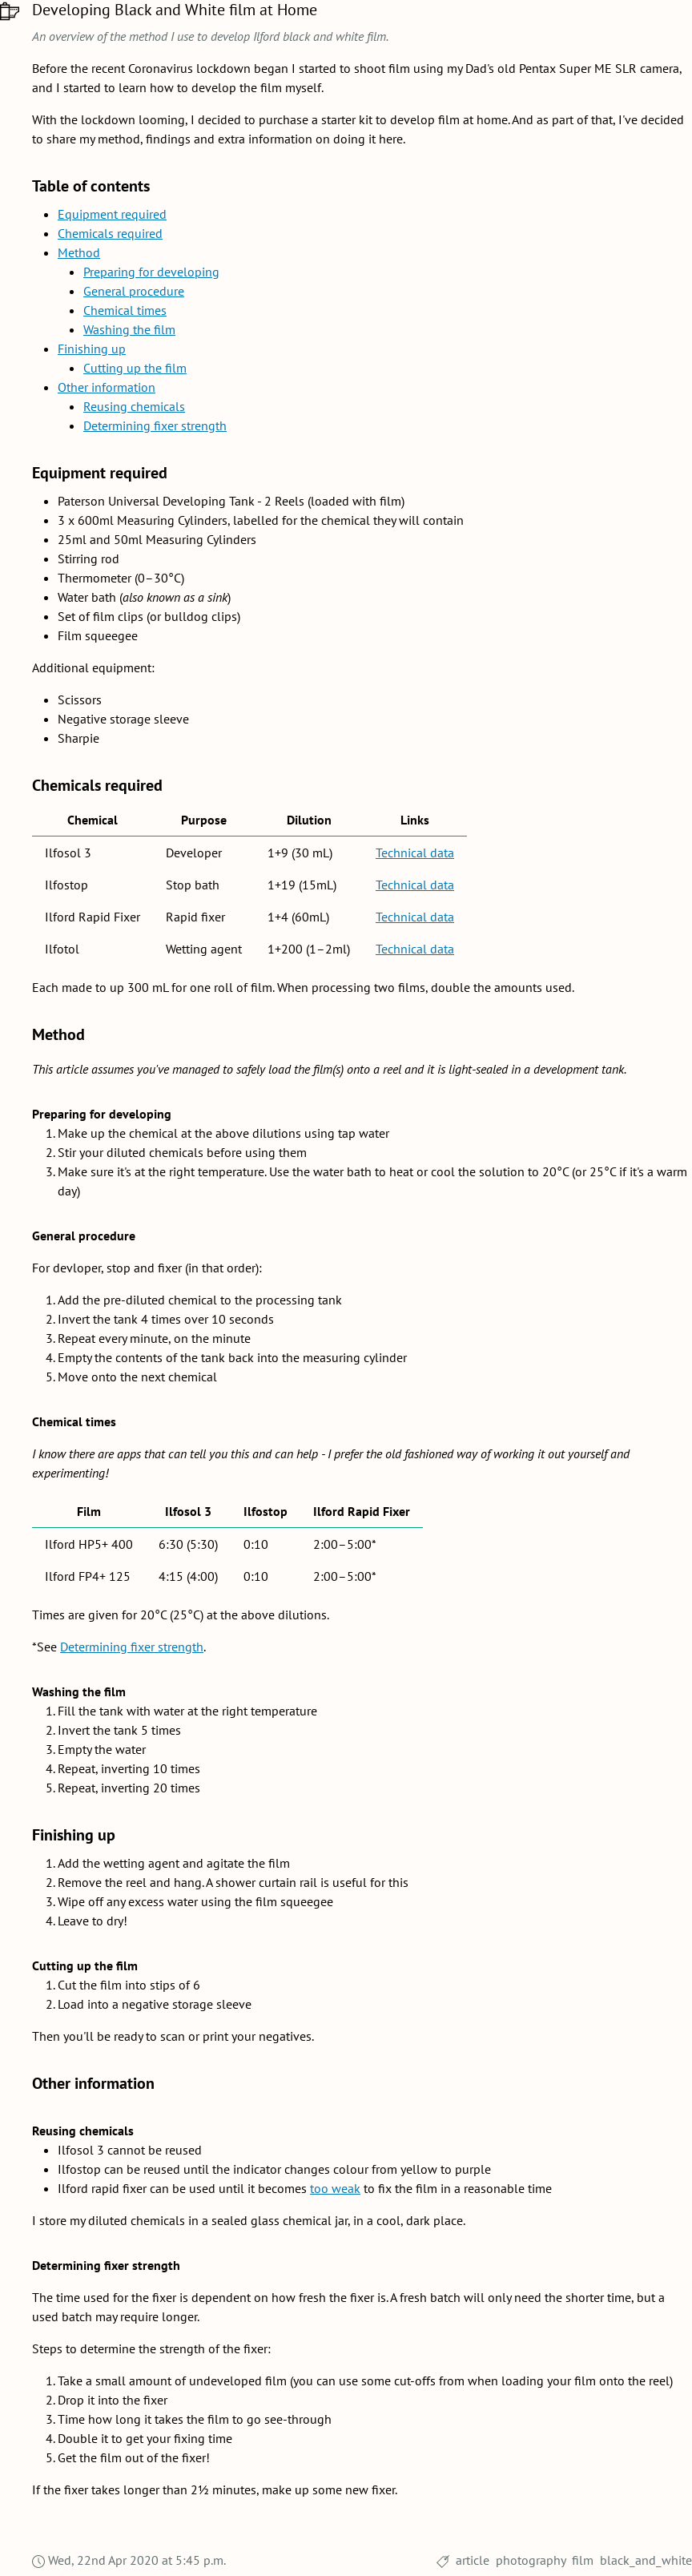 Developing Black and White film at Home
An overview of the method I use to develop Ilford black and white film.
Before the recent Coronavirus lockdown began I started to shoot film using my Dad's old Pentax Super ME SLR camera,
and I started to learn how to develop the film myself.
With the lockdown looming, I decided to purchase a starter kit to develop film at home. And as part of that, I've decided
to share my method, findings and extra information on doing it here.
Table of contents
• Equipment required
• Chemicals required
• Method
• Preparing for developing
• General procedure
• Chemical times
• Washing the film
• Finishing up
• Cutting up the film
• Other information
• Reusing chemicals
• Determining fixer strength
Equipment required
• Paterson Universal Developing Tank - 2 Reels (loaded with film)
• 3 x 600ml Measuring Cylinders, labelled for the chemical they will contain
• 25ml and 50ml Measuring Cylinders
• Stirring rod
• Thermometer (0–30°C)
• Water bath (also known as a sink)
• Set of film clips (or bulldog clips)
• Film squeegee
Additional equipment:
• Scissors
• Negative storage sleeve
• Sharpie
Chemicals required
Chemical Purpose Dilution Links
Ilfosol 3 Developer 1+9 (30 mL) Technical data
Ilfostop Stop bath 1+19 (15mL) Technical data
Ilford Rapid Fixer Rapid fixer 1+4 (60mL) Technical data
Ilfotol Wetting agent 1+200 (1–2ml) Technical data
Each made to up 300 mL for one roll of film. When processing two films, double the amounts used.
Method
This article assumes you've managed to safely load the film(s) onto a reel and it is light-sealed in a development tank.
Preparing for developing
1. Make up the chemical at the above dilutions using tap water
2. Stir your diluted chemicals before using them
3. Make sure it's at the right temperature. Use the water bath to heat or cool the solution to 20°C (or 25°C if it's a warm
day)
General procedure
For devloper, stop and fixer (in that order):
1. Add the pre-diluted chemical to the processing tank
2. Invert the tank 4 times over 10 seconds
3. Repeat every minute, on the minute
4. Empty the contents of the tank back into the measuring cylinder
5. Move onto the next chemical
Chemical times
I know there are apps that can tell you this and can help - I prefer the old fashioned way of working it out yourself and
experimenting!
Film Ilfosol 3 Ilfostop Ilford Rapid Fixer
Ilford HP5+ 400 6:30 (5:30) 0:10 2:00–5:00*
Ilford FP4+ 125 4:15 (4:00) 0:10 2:00–5:00*
Times are given for 20°C (25°C) at the above dilutions.
*See Determining fixer strength.
Washing the film
1. Fill the tank with water at the right temperature
2. Invert the tank 5 times
3. Empty the water
4. Repeat, inverting 10 times
5. Repeat, inverting 20 times
Finishing up
1. Add the wetting agent and agitate the film
2. Remove the reel and hang. A shower curtain rail is useful for this
3. Wipe off any excess water using the film squeegee
4. Leave to dry!
Cutting up the film
1. Cut the film into stips of 6
2. Load into a negative storage sleeve
Then you'll be ready to scan or print your negatives.
Other information
Reusing chemicals
• Ilfosol 3 cannot be reused
• Ilfostop can be reused until the indicator changes colour from yellow to purple
• Ilford rapid fixer can be used until it becomes too weak to fix the film in a reasonable time
I store my diluted chemicals in a sealed glass chemical jar, in a cool, dark place.
Determining fixer strength
The time used for the fixer is dependent on how fresh the fixer is. A fresh batch will only need the shorter time, but a
used batch may require longer.
Steps to determine the strength of the fixer:
1. Take a small amount of undeveloped film (you can use some cut-offs from when loading your film onto the reel)
2. Drop it into the fixer
3. Time how long it takes the film to go see-through
4. Double it to get your fixing time
5. Get the film out of the fixer!
If the fixer takes longer than 2½ minutes, make up some new fixer.
Wed, 22nd Apr 2020 at 5:45 p.m. article photography film black_and_white